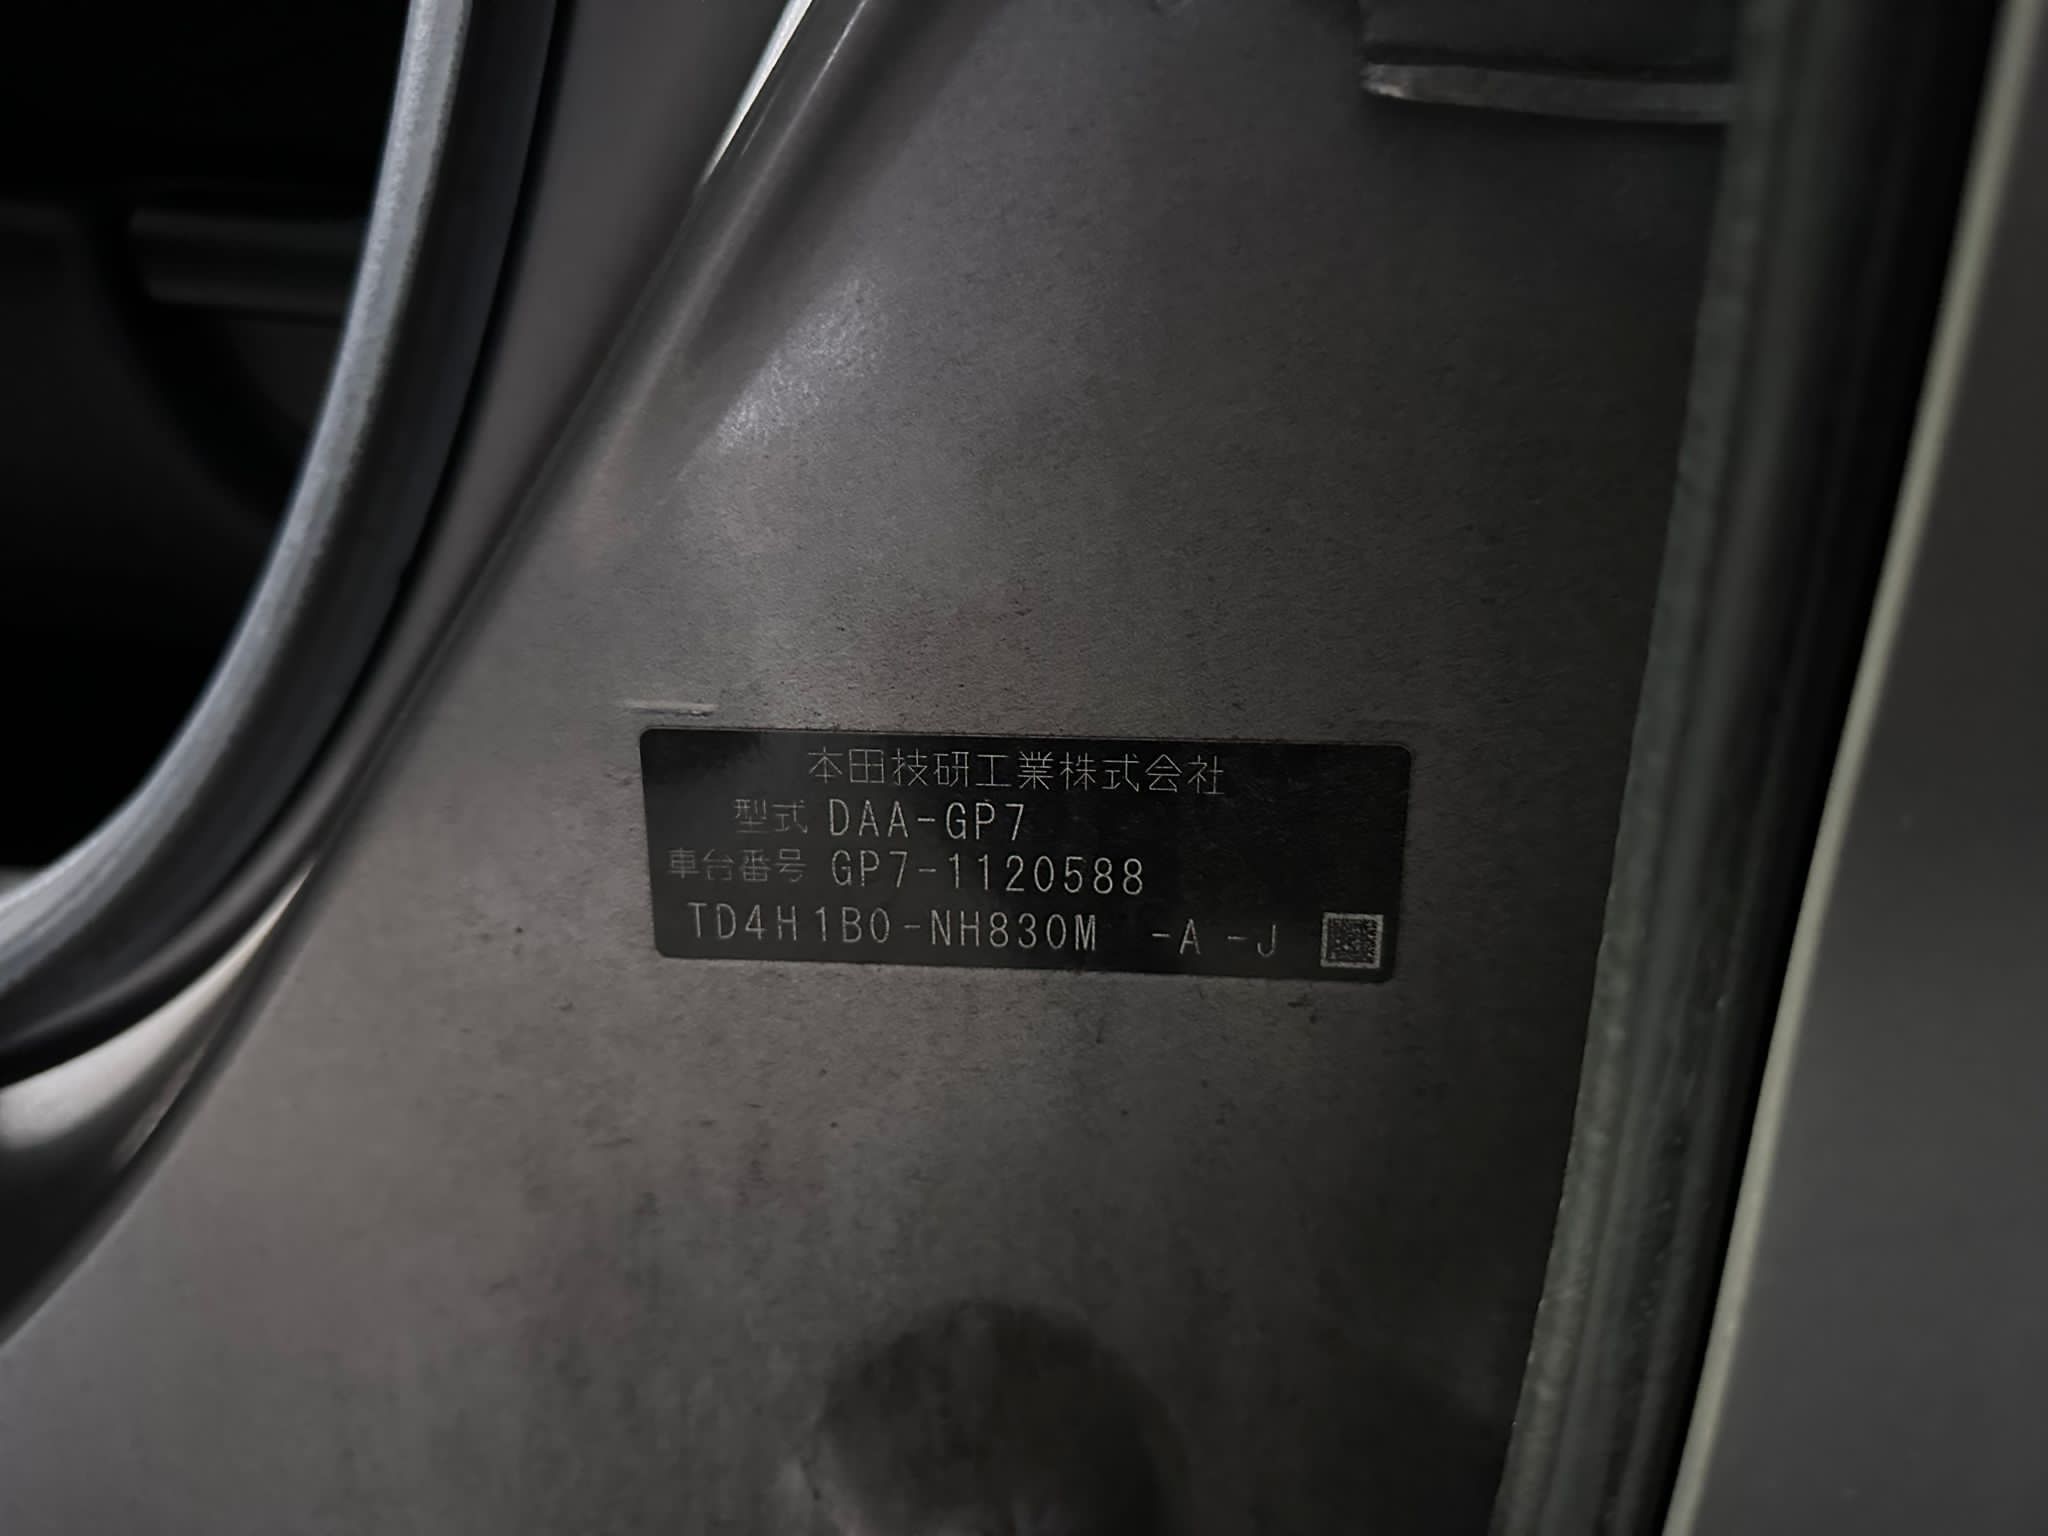 本田技研工業株式会社
型式 DAA-GP7
車台番号 GP7-1120588
TD4H1B0-NH830M -A -J